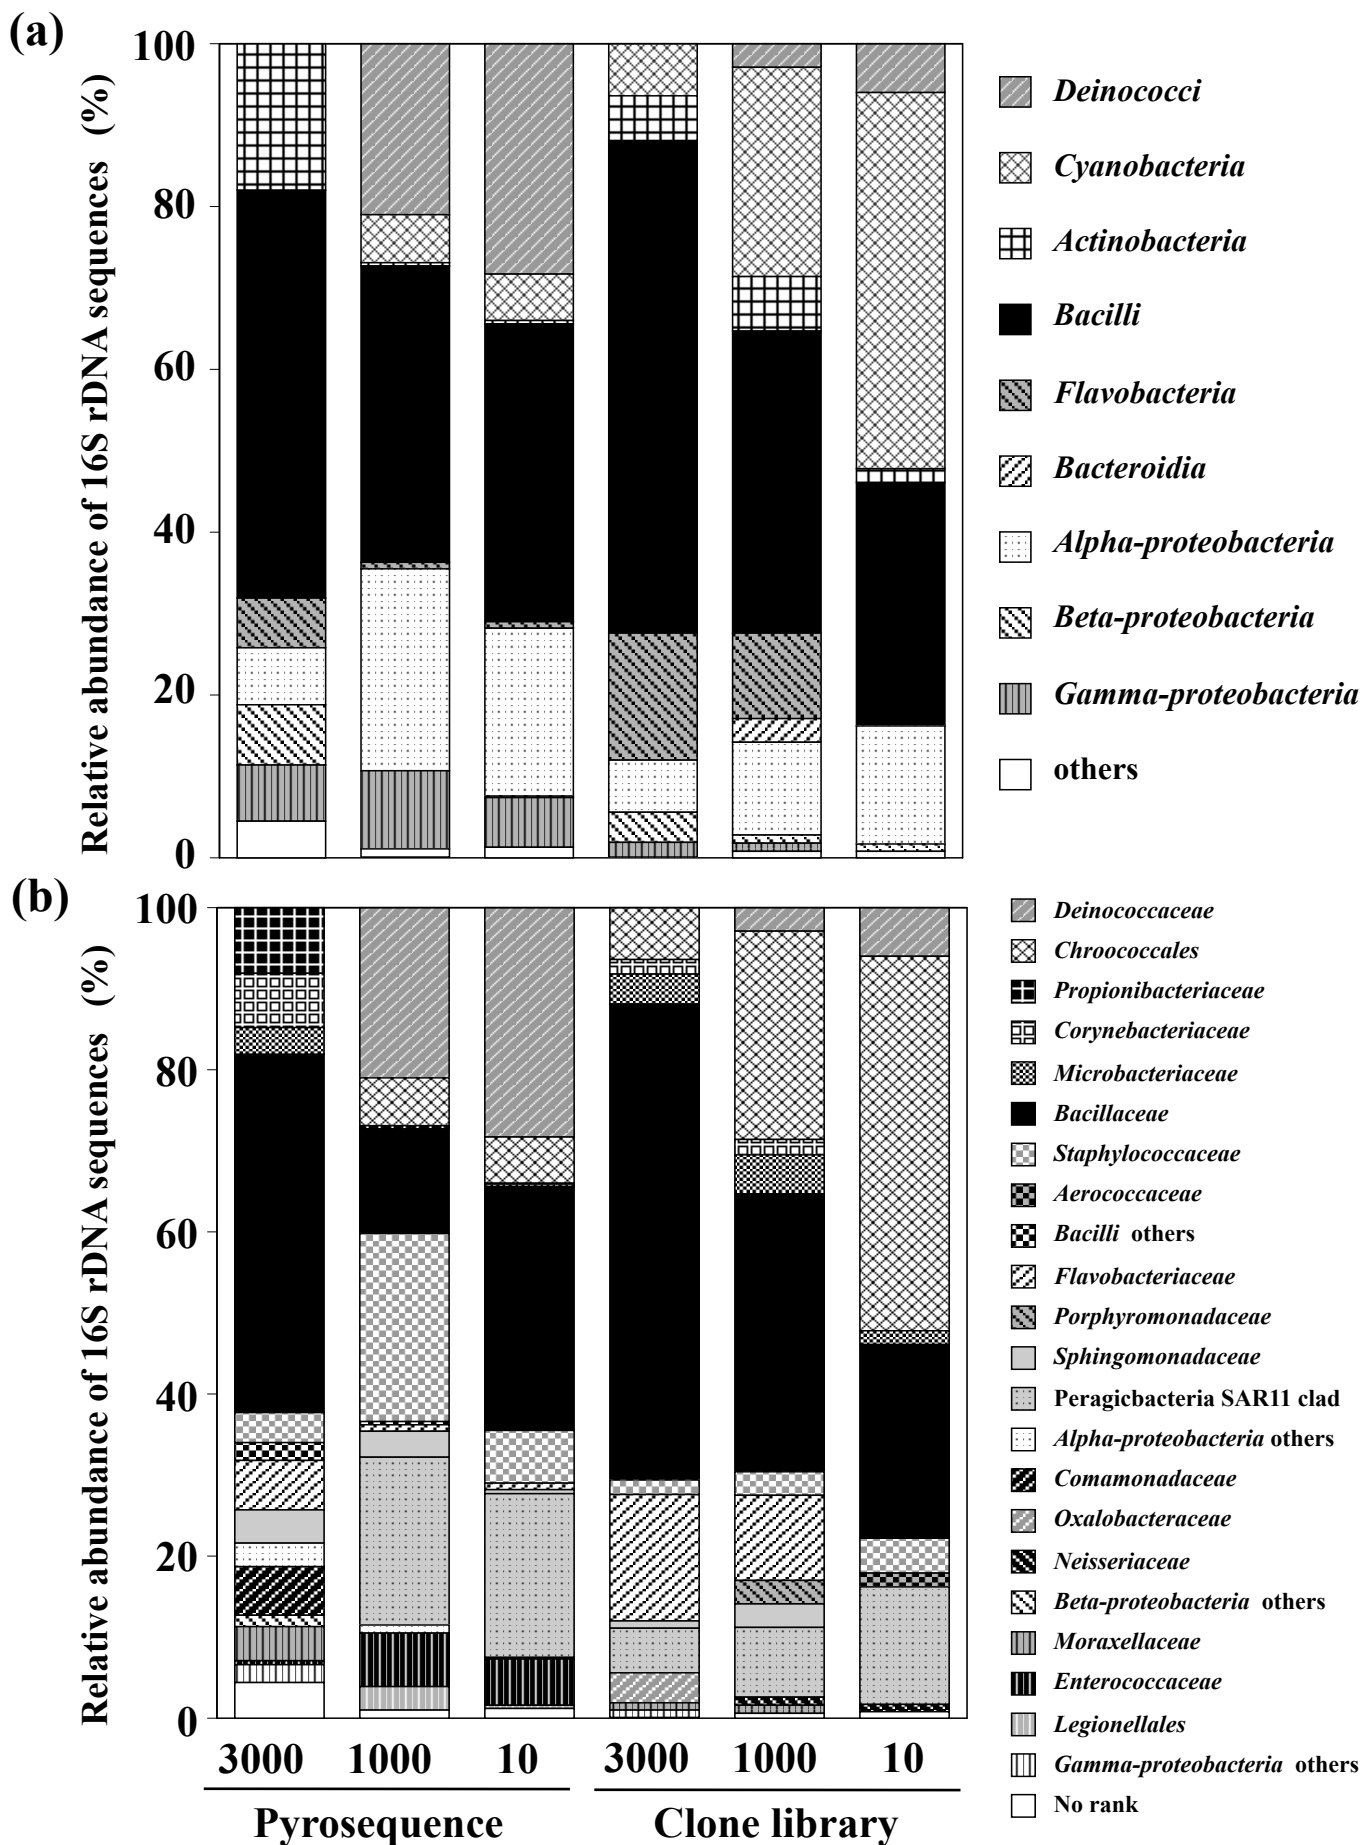 (a)
Relative abundance of 16S rDNA sequences (%)
100
80
60
40
20
0
Deinococci
Cyanobacteria
Actinobacteria
Bacilli
Flavobacteria
Bacteroidia
Alpha-proteobacteria
Beta-proteobacteria
Gamma-proteobacteria
others
(b)
Relative abundance of 16S rDNA sequences (%)
100
80
60
40
20
0
Deinococcaceae
Chroococcales
Propionibacteriaceae
Corynebacteriaceae
Microbacteriaceae
Bacillaceae
Staphylococcaceae
Aerococcaceae
Bacilli others
Flavobacteriaceae
Porphyromonadaceae
Sphingomonadaceae
Peragicbacteria SAR11 clad
Alpha-proteobacteria others
Comamonadaceae
Oxalobacteraceae
Neisseriaceae
Beta-proteobacteria others
Moraxellaceae
Enterococcaceae
Legionellales
Gamma-proteobacteria others
No rank
3000 1000 10 3000 1000 10
Pyrosequence Clone library